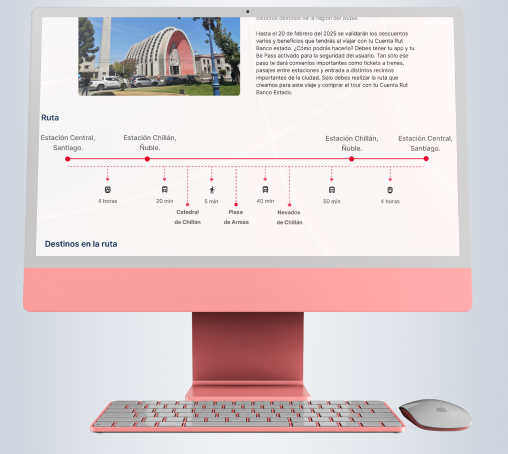 distintos destinos de la región del Ñuble.
Hasta el 20 de febrero del 2025 se validarán los descuentos
varios y beneficios que tendrás al viajar con tu Cuenta Rut
Banco estado. ¿Cómo podrás hacerlo? Debes tener tu app y tu
Be Pass activado para la seguridad del usuario. Tan solo ese
paso te dará convenios importantes como tickets a trenes,
pasajes entre estaciones y entrada a distintos recintos
importantes de la ciudad. Solo debes realizar la ruta que
creamos para este viaje y comprar el tour con tu Cuenta Rut
Banco Estado.
Ruta
Estación Central,
Santiago.
Estación Chillán,
Ñuble.
Estación Chillán,
Ñuble.
Estación Central,
Santiago.
4 horas
20 min
5 min
40 min
50 min
4 horas
Catedral
de Chillán
Plaza
de Armas
Nevados
de Chillán
Destinos en la ruta